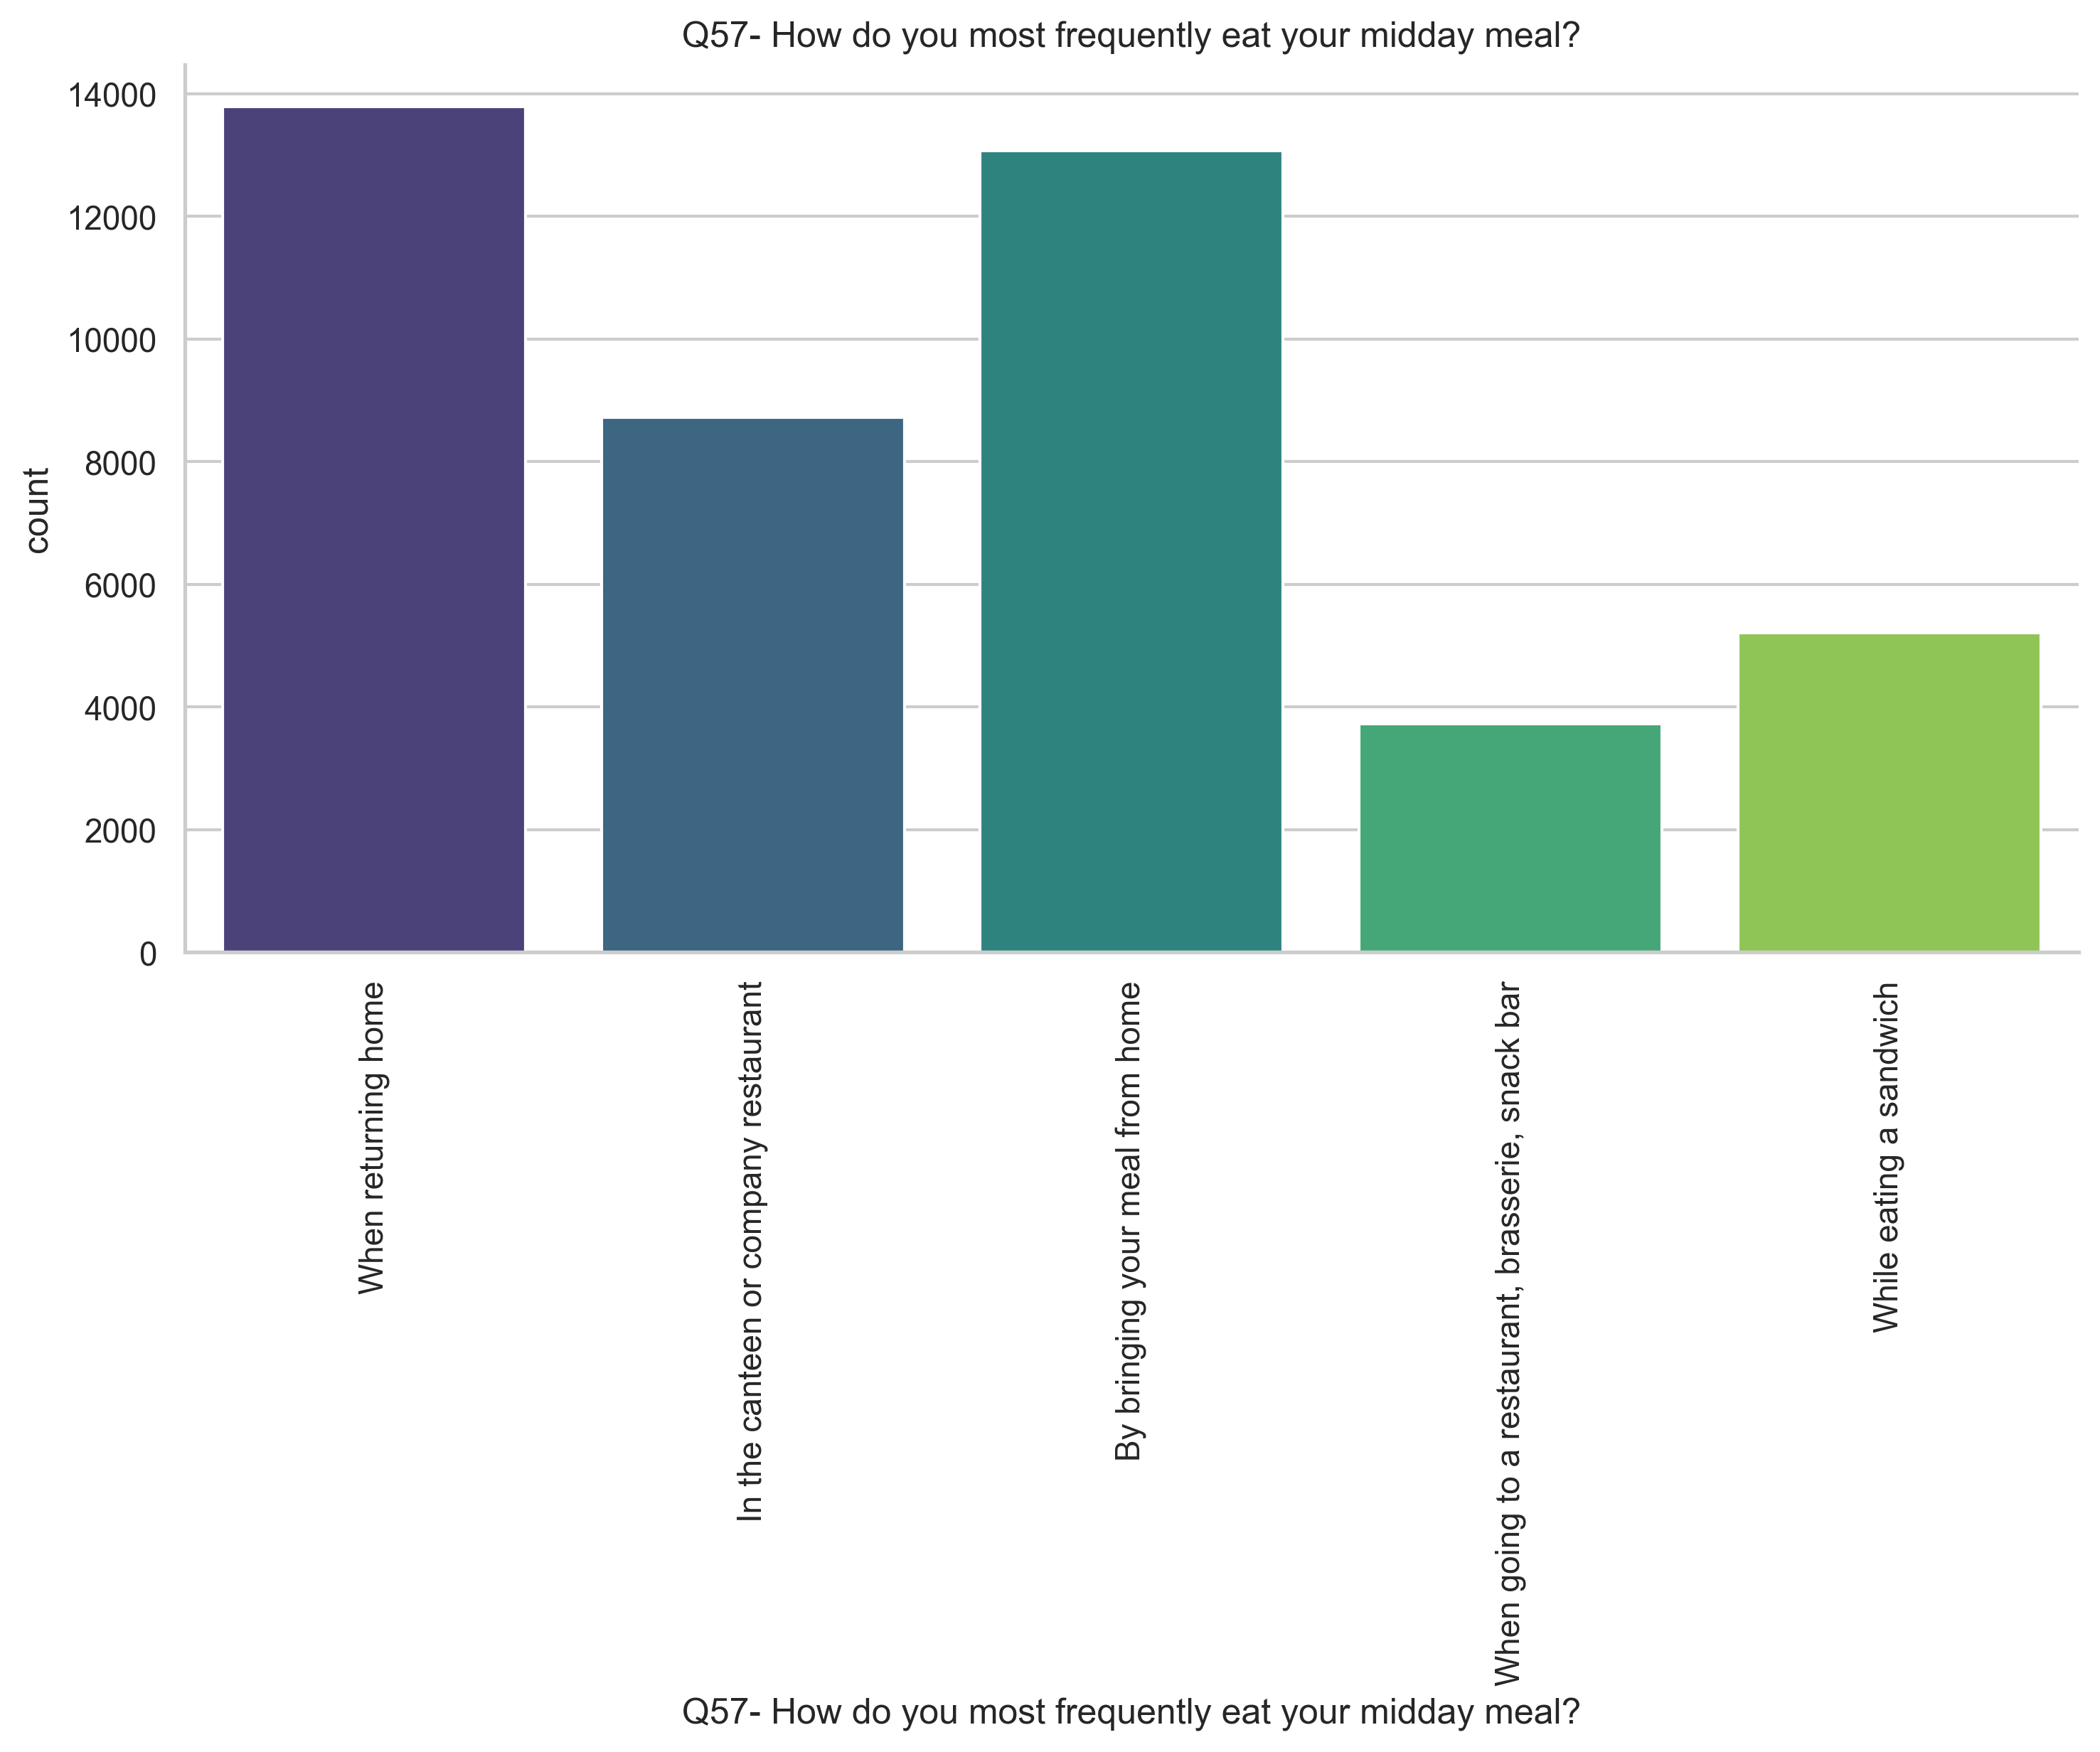 Q57- How do you most frequently eat your midday meal?
14000
12000
10000
8000
6000
4000
2000
0
count
When returning home
In the canteen or company restaurant
By bringing your meal from home
When going to a restaurant, brasserie, snack bar
While eating a sandwich
Q57- How do you most frequently eat your midday meal?